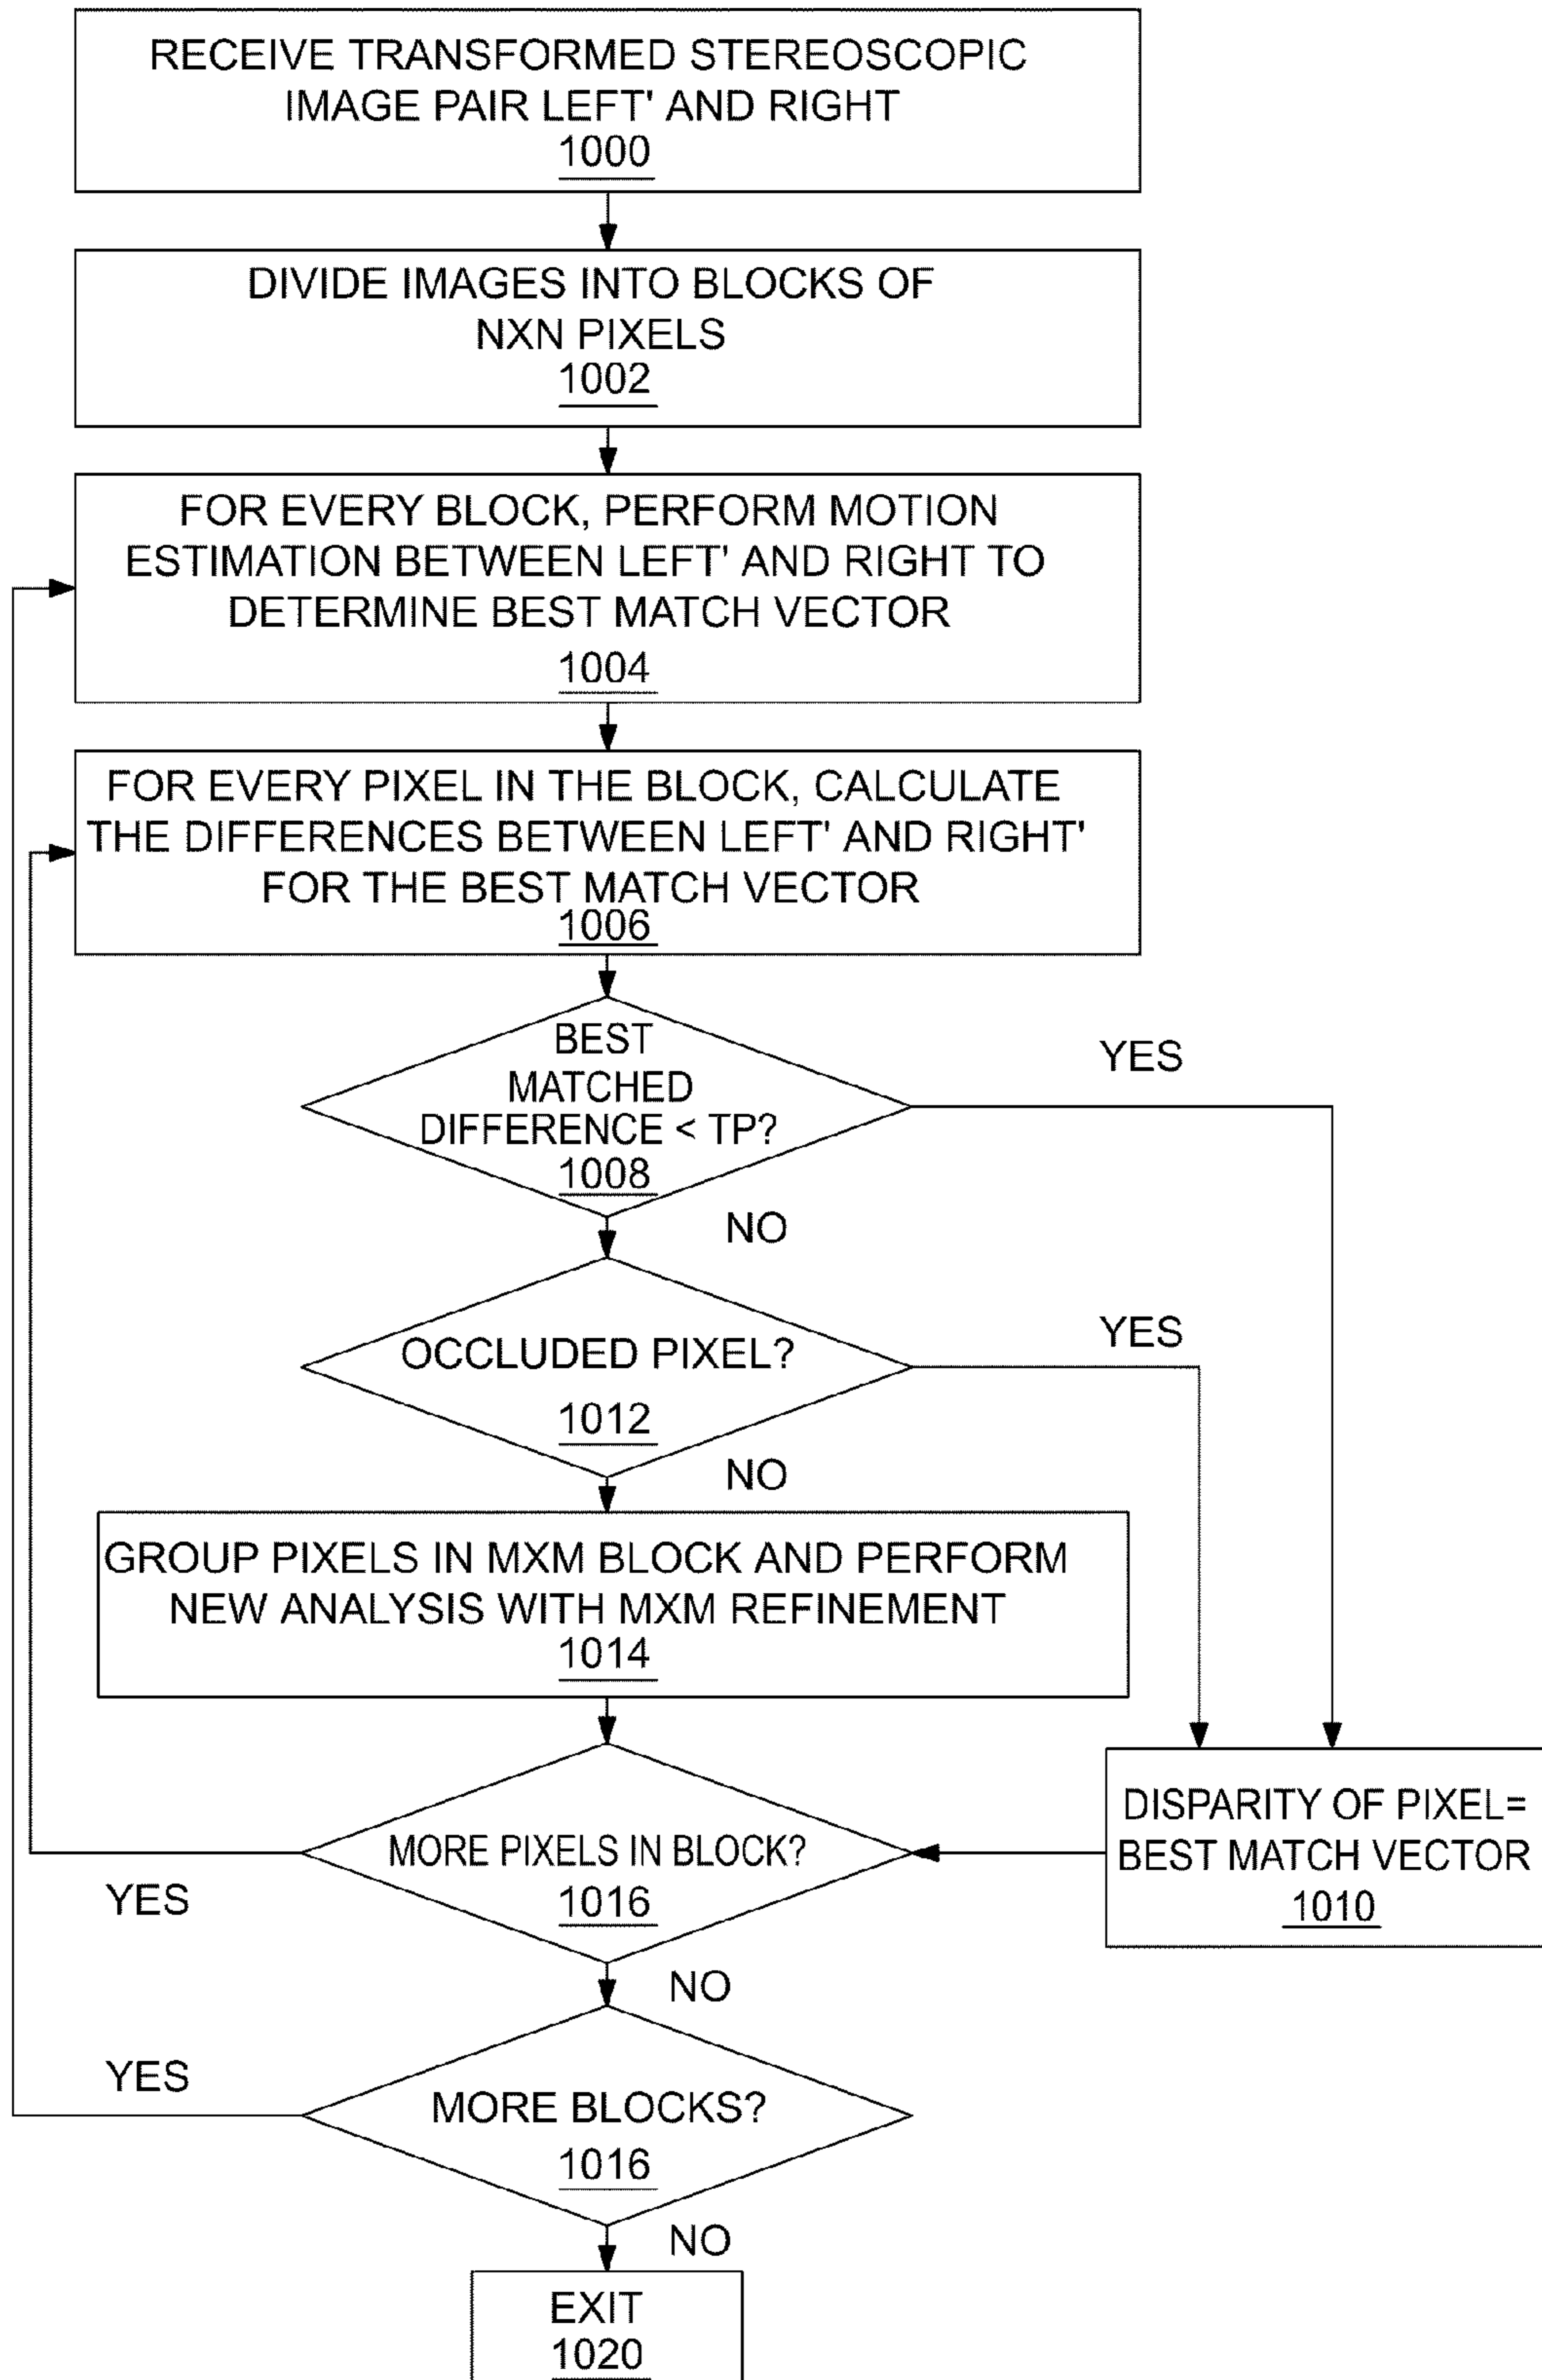 RECEIVE TRANSFORMED STEREOSCOPIC
IMAGE PAIR LEFT' AND RIGHT
1000
DIVIDE IMAGES INTO BLOCKS OF
NXN PIXELS
1002
FOR EVERY BLOCK, PERFORM MOTION
ESTIMATION BETWEEN LEFT' AND RIGHT TO
DETERMINE BEST MATCH VECTOR
1004
FOR EVERY PIXEL IN THE BLOCK, CALCULATE
THE DIFFERENCES BETWEEN LEFT' AND RIGHT'
FOR THE BEST MATCH VECTOR
1006
BEST
MATCHED
DIFFERENCE < TP?
1008
YES
NO
OCCLUDED PIXEL?
1012
YES
NO
GROUP PIXELS IN MXM BLOCK AND PERFORM
NEW ANALYSIS WITH MXM REFINEMENT
1014
DISPARITY OF PIXEL=
BEST MATCH VECTOR
1010
MORE PIXELS IN BLOCK?
1016
YES
NO
MORE BLOCKS?
1016
YES
NO
EXIT
1020